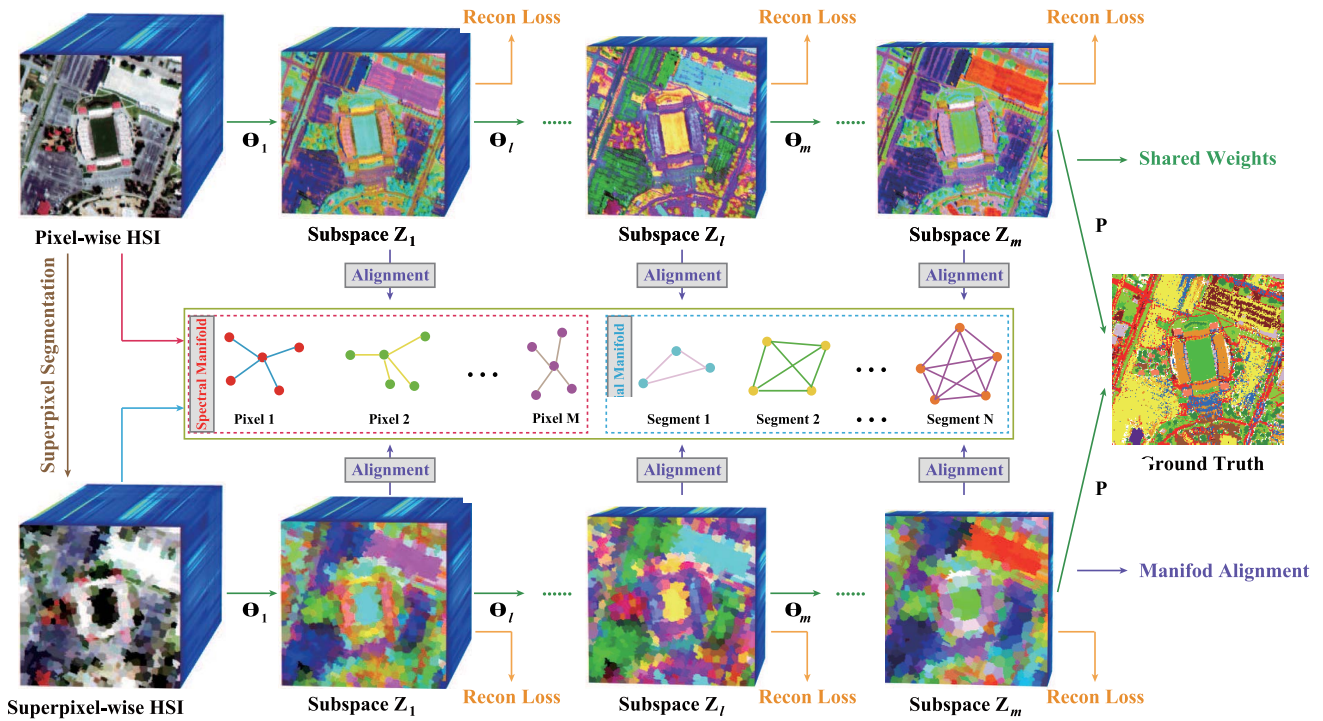 Recon Loss
Recon Loss
Recon Loss
Θ1
Θl
......
Θm
......
Shared Weights
Pixel-wise HSI
Subspace Z1
Subspace Zl
Subspace Zm
P
Superpixel Segmentation
Alignment
Alignment
Alignment
Spectral Manifold
Pixel 1
Pixel 2
...
Pixel M
ial Manifold
Segment 1
Segment 2
...
...
Segment N
Alignment
Alignment
Alignment
Ground Truth
P
Θ1
Θl
......
Θm
......
Manifod Alignment
Superpixel-wise HSI
Subspace Z1
Recon Loss
Subspace Zl
Recon Loss
Subspace Zm
Recon Loss